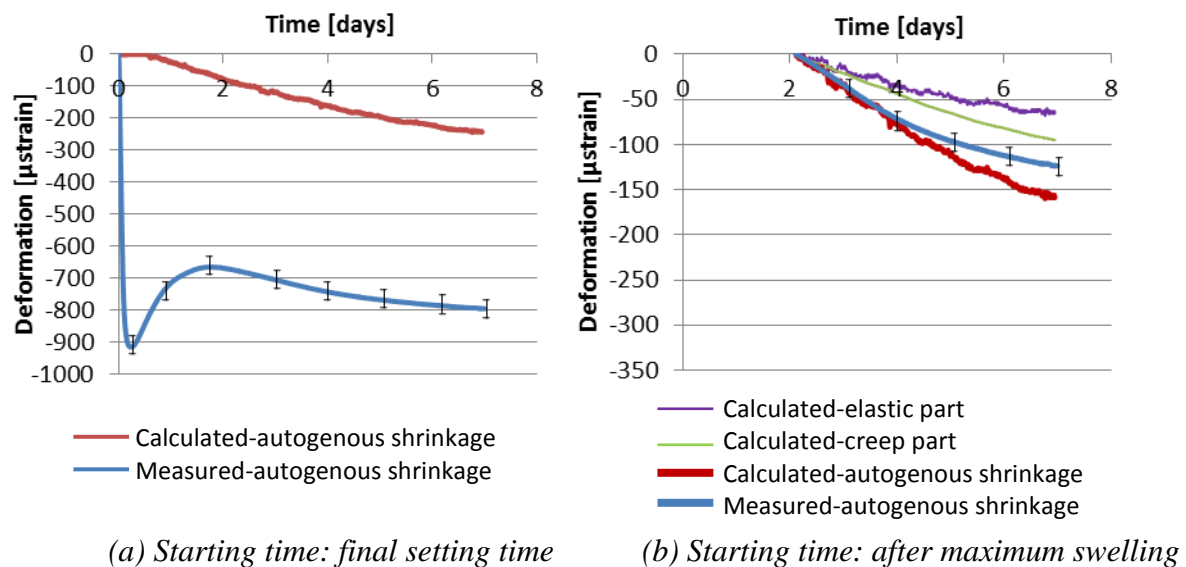 Time [days]
0
-100
-200
-300
-400
-500
-600
-700
-800
-900
-1000
0 2 4 6 8
Deformation [µstrain]
Calculated-autogenous shrinkage
Measured-autogenous shrinkage
(a) Starting time: final setting time
Time [days]
0
-50
-100
-150
-200
-250
-300
-350
0 2 4 6 8
Deformation [µstrain]
Calculated-elastic part
Calculated-creep part
Calculated-autogenous shrinkage
Measured-autogenous shrinkage
(b) Starting time: after maximum swelling